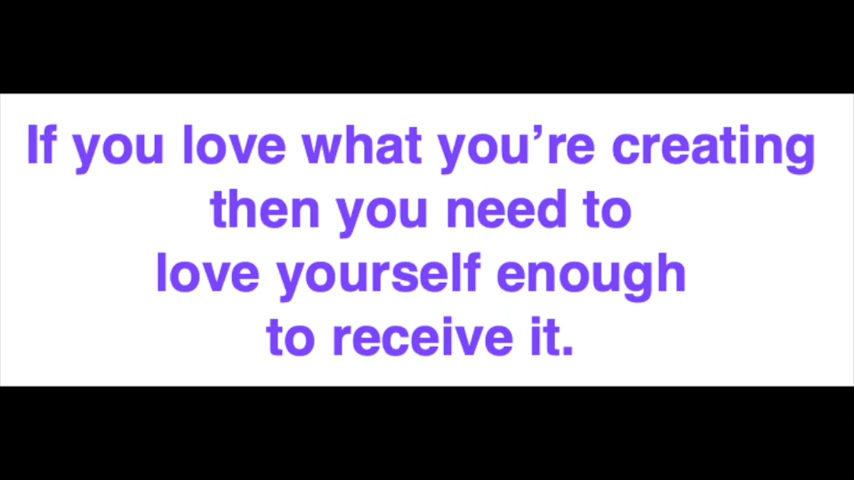 If you love what you’re creating
then you need to
love yourself enough
to receive it.